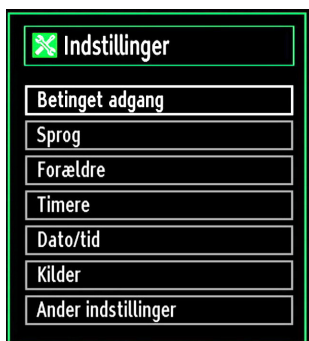 Indstillinger
Betinget adgang
Sprog
Forældre
Timere
Dato/tid
Kilder
Ander indstillinger